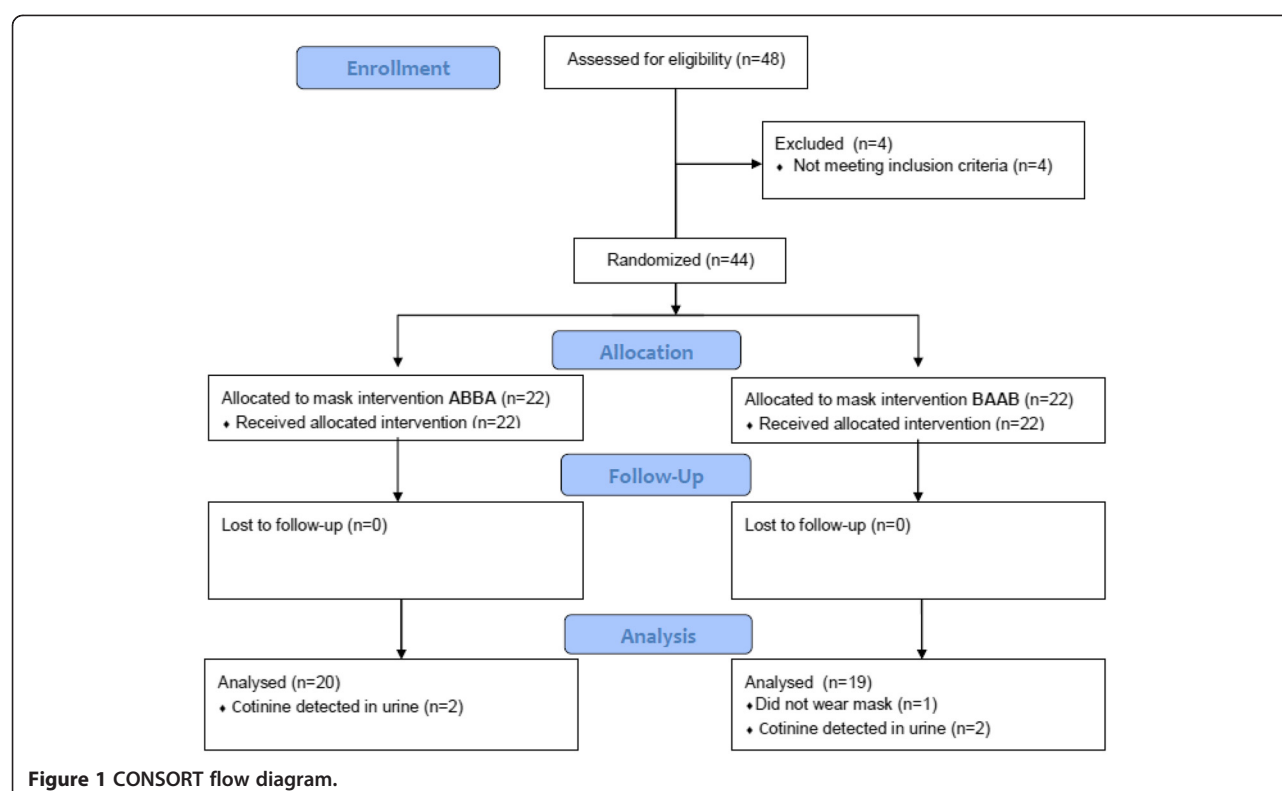 Enrollment
Assessed for eligibility (n=48)
Excluded (n=4)
♦ Not meeting inclusion criteria (n=4)
Randomized (n=44)
Allocation
Allocated to mask intervention ABBA (n=22)
♦ Received allocated intervention (n=22)
Allocated to mask intervention BAAB (n=22)
♦ Received allocated intervention (n=22)
Follow-Up
Lost to follow-up (n=0)
Lost to follow-up (n=0)
Analysis
Analysed (n=20)
♦ Cotinine detected in urine (n=2)
Analysed (n=19)
♦Did not wear mask (n=1)
♦ Cotinine detected in urine (n=2)
Figure 1 CONSORT flow diagram.